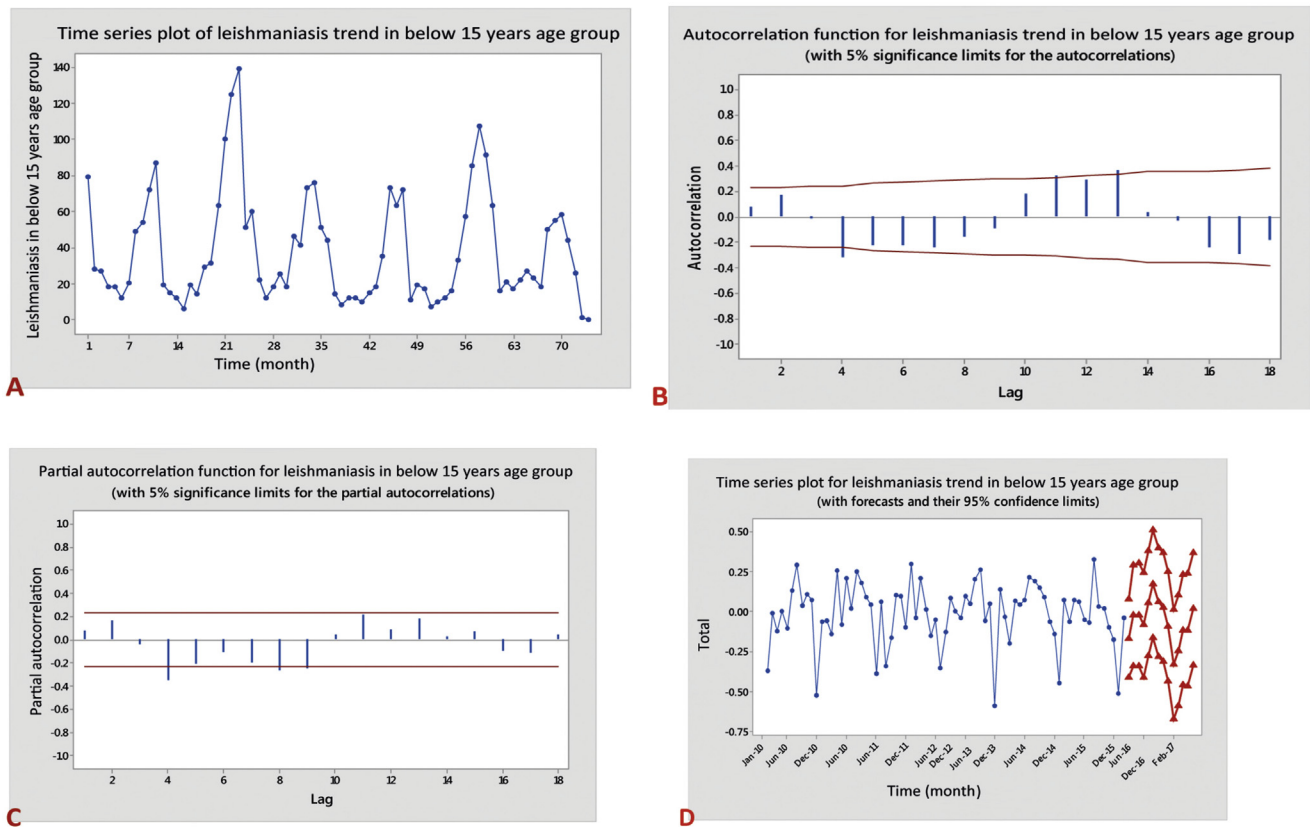 Time series plot of leishmaniasis trend in below 15 years age group
Leishmaniasis in below 15 years age group
140
120
100
80
60
40
20
0
1 7 14 21 28 35 42 49 56 63 70
Time (month)
A
Autocorrelation function for leishmaniasis trend in below 15 years age group
(with 5% significance limits for the autocorrelations)
Autocorrelation
1.0
0.8
0.6
0.4
0.2
0.0
-0.2
-0.4
-0.6
-0.8
-1.0
2 4 6 8 10 12 14 16 18
Lag
B
Partial autocorrelation function for leishmaniasis in below 15 years age group
(with 5% significance limits for the partial autocorrelations)
Partial autocorrelation
1.0
0.8
0.6
0.4
0.2
0.0
-0.2
-0.4
-0.6
-0.8
-10
2 4 6 8 10 12 14 16 18
Lag
C
Time series plot for leishmaniasis trend in below 15 years age group
(with forecasts and their 95% confidence limits)
Total
0.50
0.25
0.00
-0.25
-0.50
-0.75
Jan-10 Jun-10 Dec-10 Jun-10 Jun-11 Dec-11 Jun-12 Dec-12 Jun-13 Dec-13 Jun-14 Dec-14 Jun-15 Dec-15 Jun-16 Dec-16 Feb-17
Time (month)
D